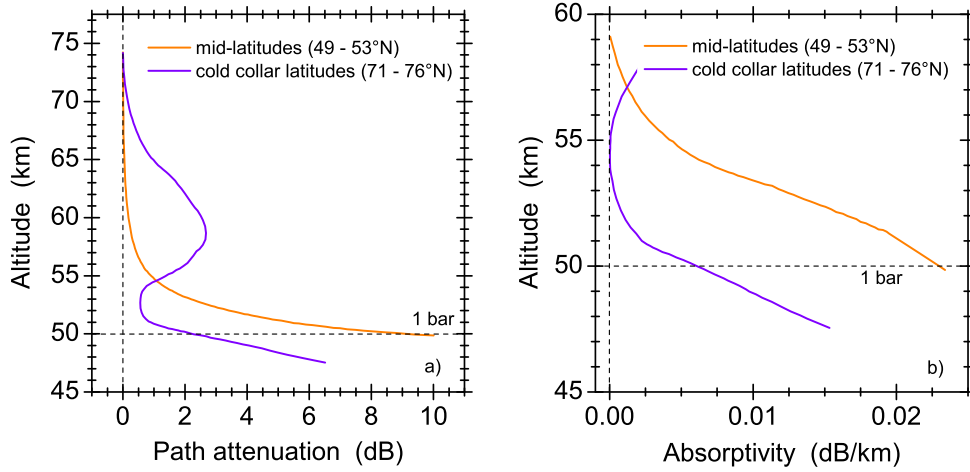 75
70
65
60
55
50
45
Altitude (km)
mid-latitudes (49 - 53°N)
cold collar latitudes (71 - 76°N)
1 bar
a)
0 2 4 6 8 10
Path attenuation (dB)
60
55
50
45
Altitude (km)
mid-latitudes (49 - 53°N)
cold collar latitudes (71 - 76°N)
1 bar
b)
0.00 0.01 0.02
Absorptivity (dB/km)